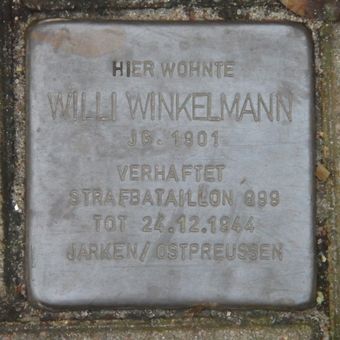 HIER WOHNTE
WILLI WINKELMANN
JG. 1901
VERHAFTET
STRAFBATAILLON 999
TOT 24.12.1944
JARKEN/OSTPREUSSEN